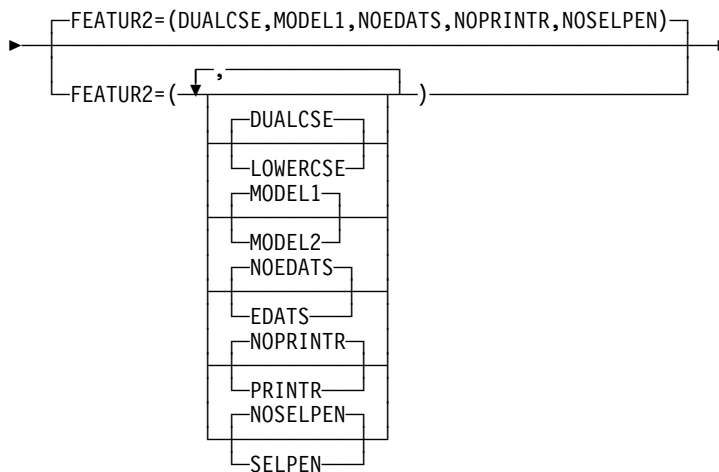 FEATUR2=(DUALCSE,MODEL1,NOEDATS,NOPRINTR,NOSELPEN)
,
FEATUR2=( )
DUALCSE
LOWERCSE
MODEL1
MODEL2
NOEDATS
EDATS
NOPRINTR
PRINTR
NOSELPEN
SELPEN